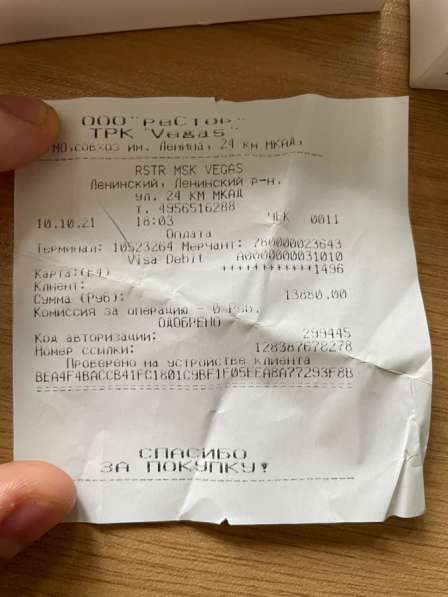 ООО "реСтор"
ТРК "Vegas"
МО,совхоз им. Ленина, 24 км МКАД,
RSTR MSK VEGAS
Ленинский, Ленинский р-н.
ул. 24 КМ МКАД
т. 4956516288
10.10.21 18:03 ЧЕК 0011
Оплата
Терминал: 10523264 Мерчант: 780000023643
Visa Debit A0000000031010
Карта:(E4) ************1496
Клиент:
Сумма (Руб): 13880.00
Комиссия за операцию - 0 Руб.
ОДОБРЕНО
Код авторизации: 299445
Номер ссылки: 128387678278
Проверено на устройстве клиента
BEA4F4BACCB41FC1801C9BF1F05FEA8A77293F8B
СПАСИБО
ЗА ПОКУПКУ!